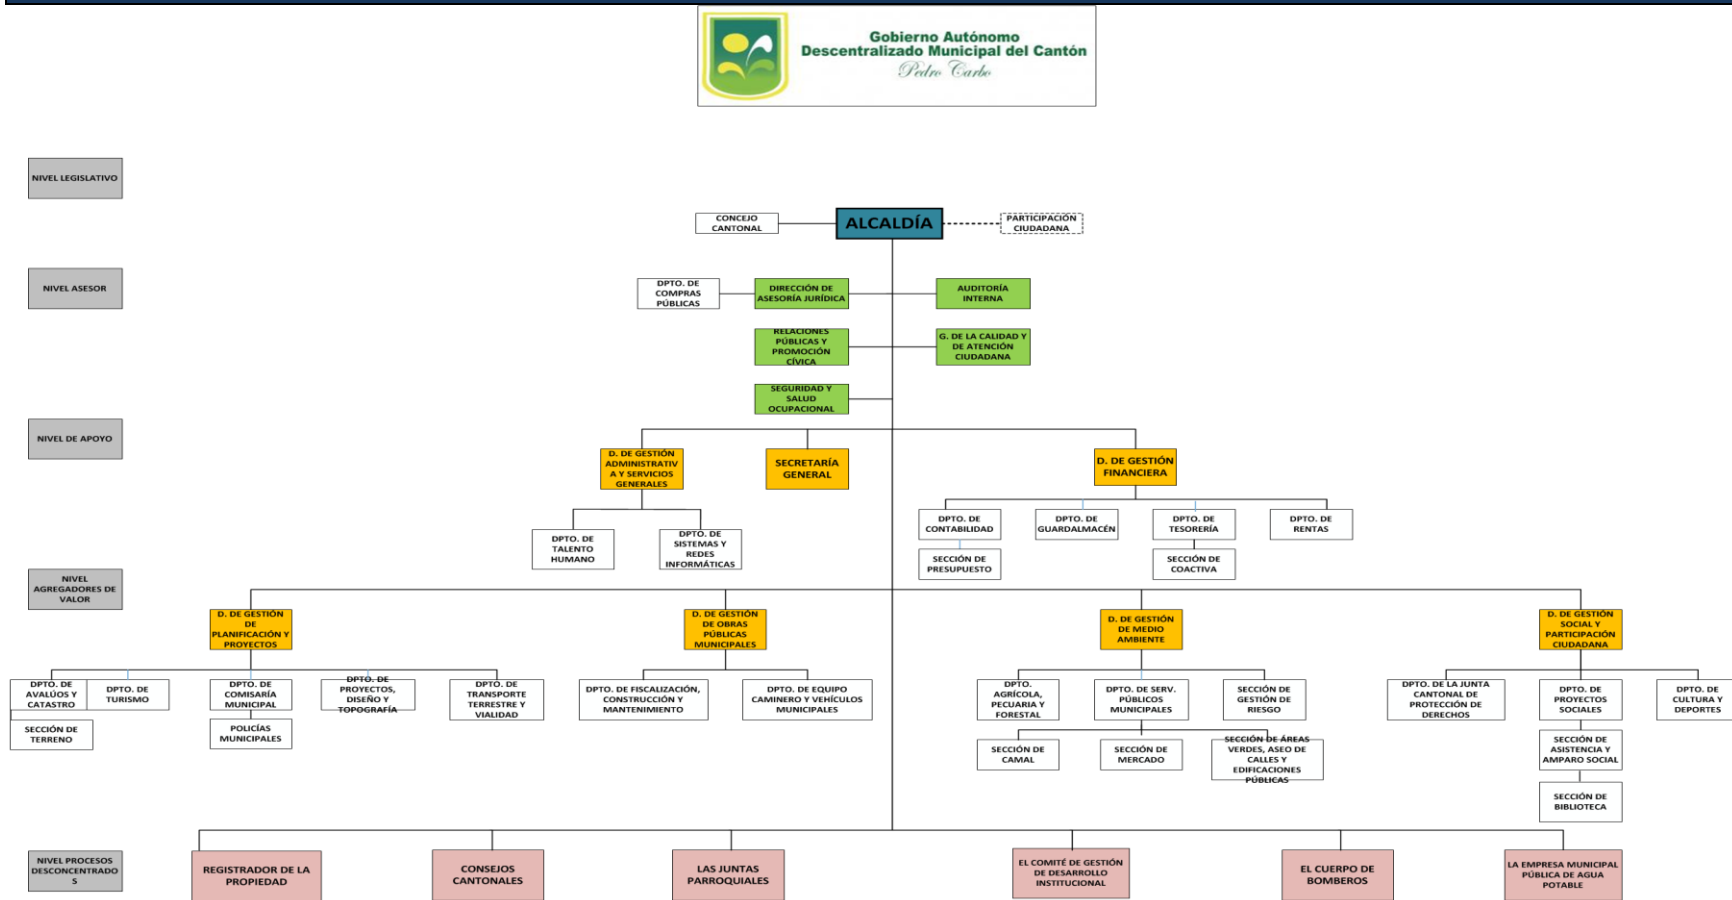 Gobierno Autónomo
Descentralizado Municipal del Cantón
Pedro Carbo
NIVEL LEGISLATIVO
CONCEJO
CANTONAL
ALCALDÍA
PARTICIPACIÓN
CIUDADANA
NIVEL ASESOR
DPTO. DE
COMPRAS
PÚBLICAS
DIRECCIÓN DE
ASESORÍA JURÍDICA
AUDITORÍA
INTERNA
RELACIONES
PÚBLICAS Y
PROMOCIÓN
CÍVICA
G. DE LA CALIDAD Y
DE ATENCIÓN
CIUDADANA
SEGURIDAD Y
SALUD
OCUPACIONAL
NIVEL DE APOYO
D. DE GESTIÓN
ADMINISTRATIV
A Y SERVICIOS
GENERALES
SECRETARÍA
GENERAL
D. DE GESTIÓN
FINANCIERA
DPTO. DE
TALENTO
HUMANO
DPTO. DE
SISTEMAS Y
REDES
INFORMÁTICAS
DPTO. DE
CONTABILIDAD
DPTO. DE
GUARDALMACÉN
DPTO. DE
TESORERÍA
DPTO. DE
RENTAS
SECCIÓN DE
PRESUPUESTO
SECCIÓN DE
COACTIVA
NIVEL
AGREGADORES DE
VALOR
D. DE GESTIÓN
DE
PLANIFICACIÓN Y
PROYECTOS
D. DE GESTIÓN
DE OBRAS
PÚBLICAS
MUNICIPALES
D. DE GESTIÓN
DE MEDIO
AMBIENTE
D. DE GESTIÓN
SOCIAL Y
PARTICIPACIÓN
CIUDADANA
DPTO. DE
AVALÚOS Y
CATASTRO
DPTO. DE
TURISMO
DPTO. DE
COMISARÍA
MUNICIPAL
DPTO. DE
PROYECTOS,
DISEÑO Y
TOPOGRAFÍA
DPTO. DE
TRANSPORTE
TERRESTRE Y
VIALIDAD
DPTO. DE FISCALIZACIÓN,
CONSTRUCCIÓN Y
MANTENIMIENTO
DPTO. DE EQUIPO
CAMINERO Y VEHÍCULOS
MUNICIPALES
DPTO.
AGRÍCOLA,
PECUARIA Y
FORESTAL
DPTO. DE SERV.
PÚBLICOS
MUNICIPALES
SECCIÓN DE
GESTIÓN DE
RIESGO
DPTO. DE LA JUNTA
CANTONAL DE
PROTECCIÓN DE
DERECHOS
DPTO. DE
PROYECTOS
SOCIALES
DPTO. DE
CULTURA Y
DEPORTES
SECCIÓN DE
TERRENO
POLICÍAS
MUNICIPALES
SECCIÓN DE
CAMAL
SECCIÓN DE
MERCADO
SECCIÓN DE ÁREAS
VERDES, ASEO DE
CALLES Y
EDIFICACIONES
PÚBLICAS
SECCIÓN DE
ASISTENCIA Y
AMPARO SOCIAL
SECCIÓN DE
BIBLIOTECA
NIVEL PROCESOS
DESCONCENTRADO
S
REGISTRADOR DE LA
PROPIEDAD
CONSEJOS
CANTONALES
LAS JUNTAS
PARROQUIALES
EL COMITÉ DE GESTIÓN
DE DESARROLLO
INSTITUCIONAL
EL CUERPO DE
BOMBEROS
LA EMPRESA MUNICIPAL
PÚBLICA DE AGUA
POTABLE